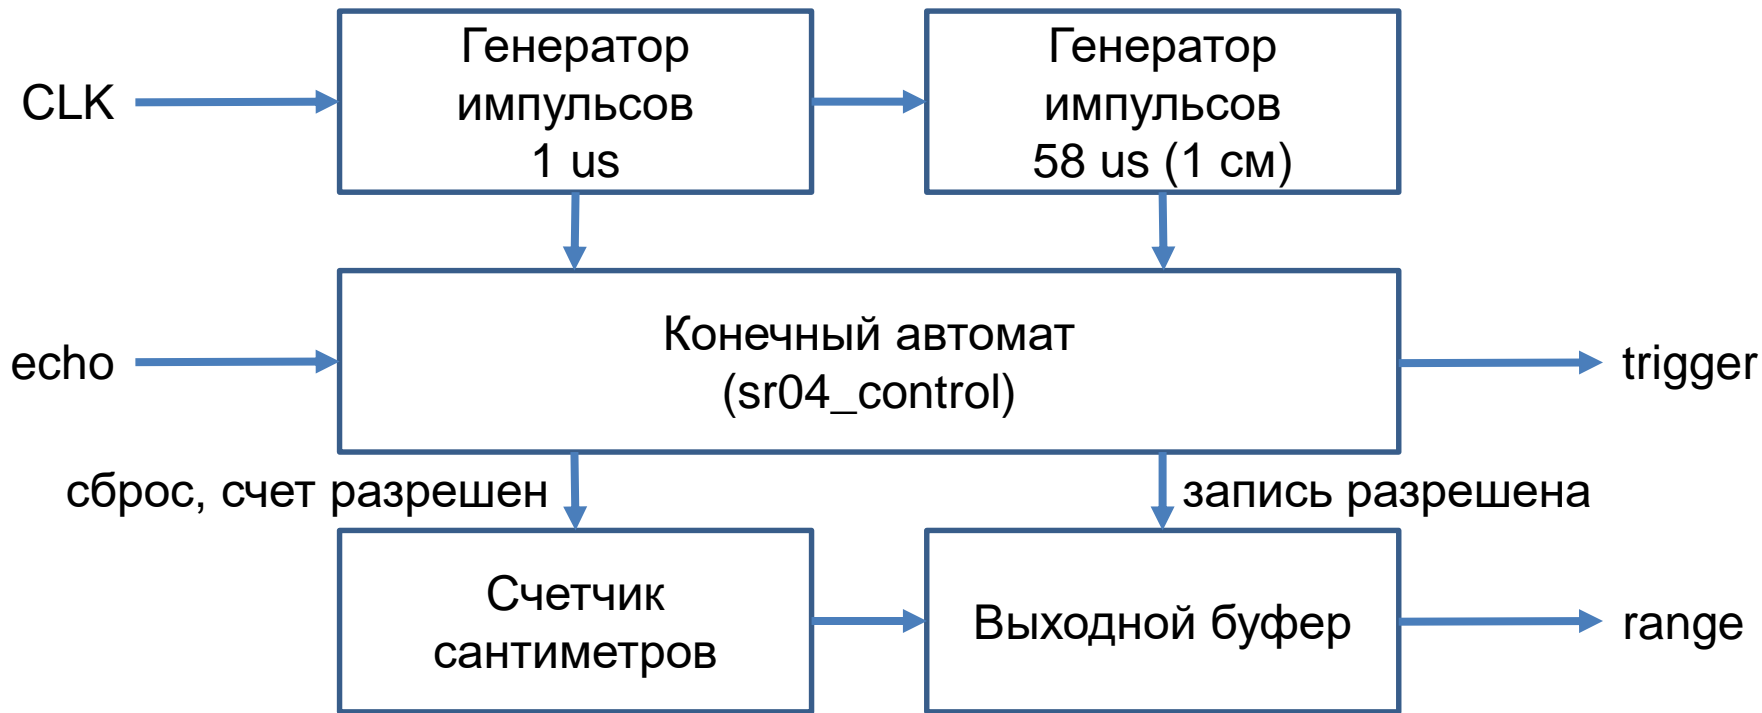 CLK
Генератор
импульсов
1 us
Генератор
импульсов
58 us (1 см)
echo
Конечный автомат
(sr04_control)
trigger
сброс, счет разрешен
запись разрешена
Счетчик
сантиметров
Выходной буфер
range